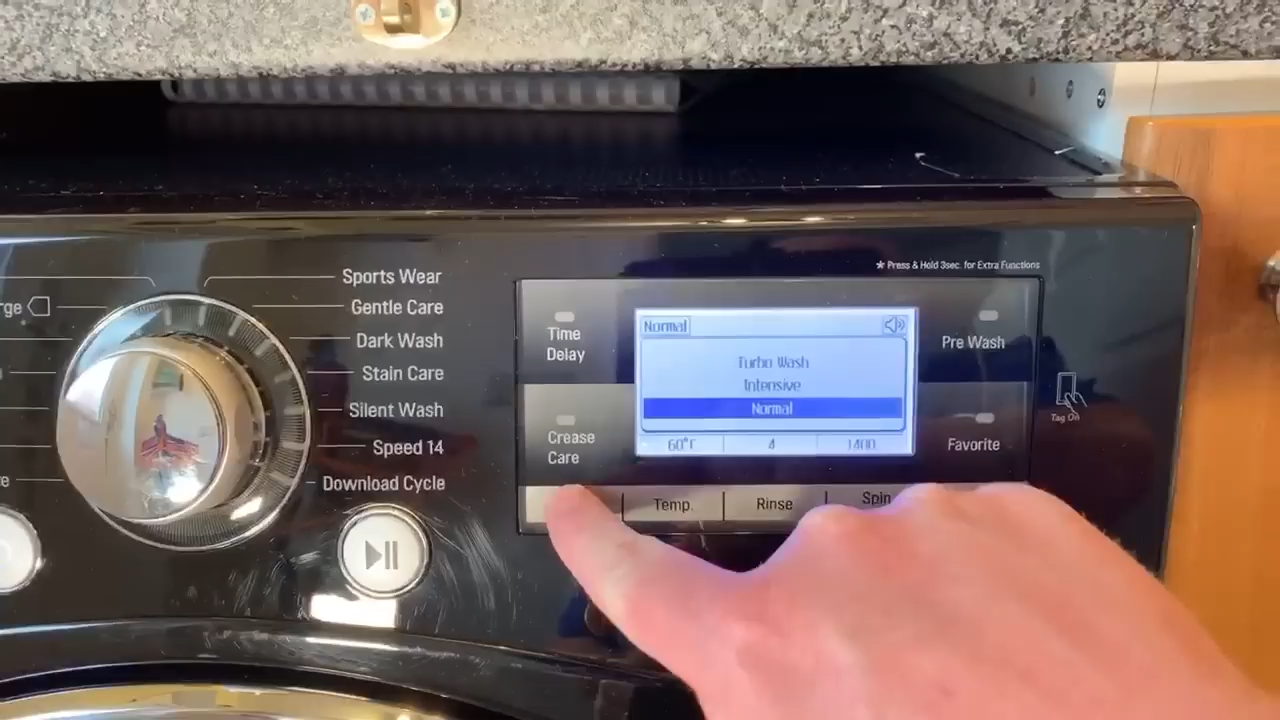 * Press & Hold 3sec. for Extra Functions
Sports Wear
Gentle Care
Dark Wash
Stain Care
Silent Wash
Speed 14
Download Cycle
Time
Delay
Crease
Care
Normal
Turbo Wash
Intensive
Normal
60°C
4
1400
Pre Wash
Favorite
Tag On
Temp.
Rinse
Spin